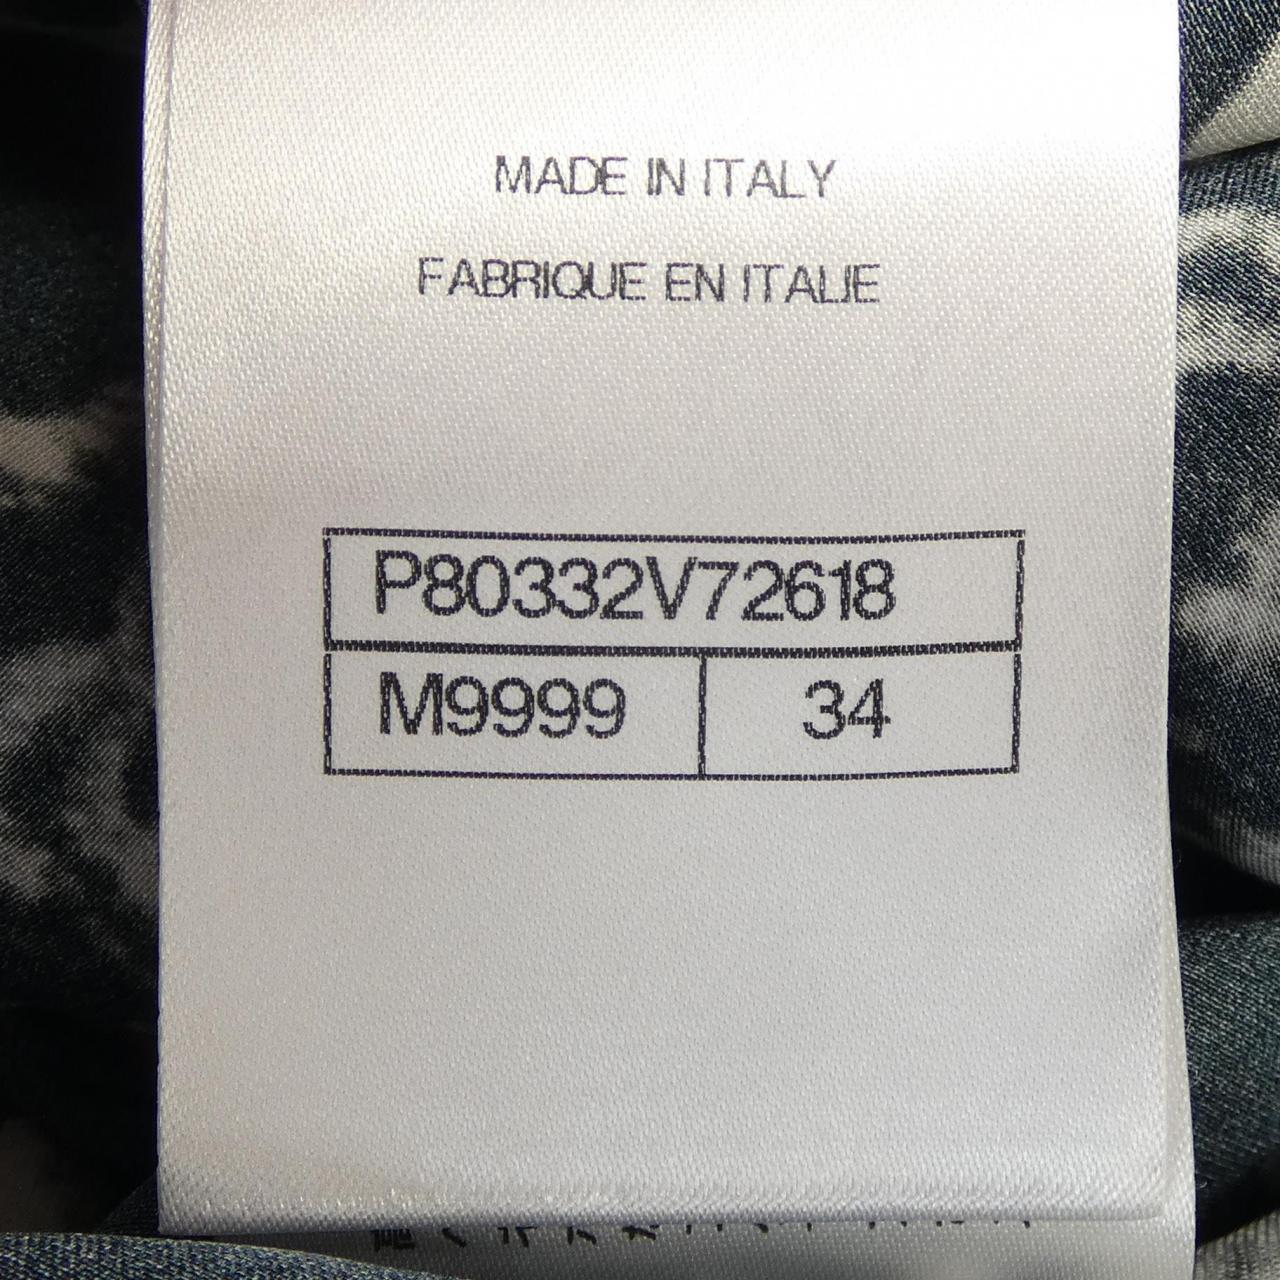 MADE IN ITALY
FABRIQUE EN ITALIE
P80332V72618
M9999 34